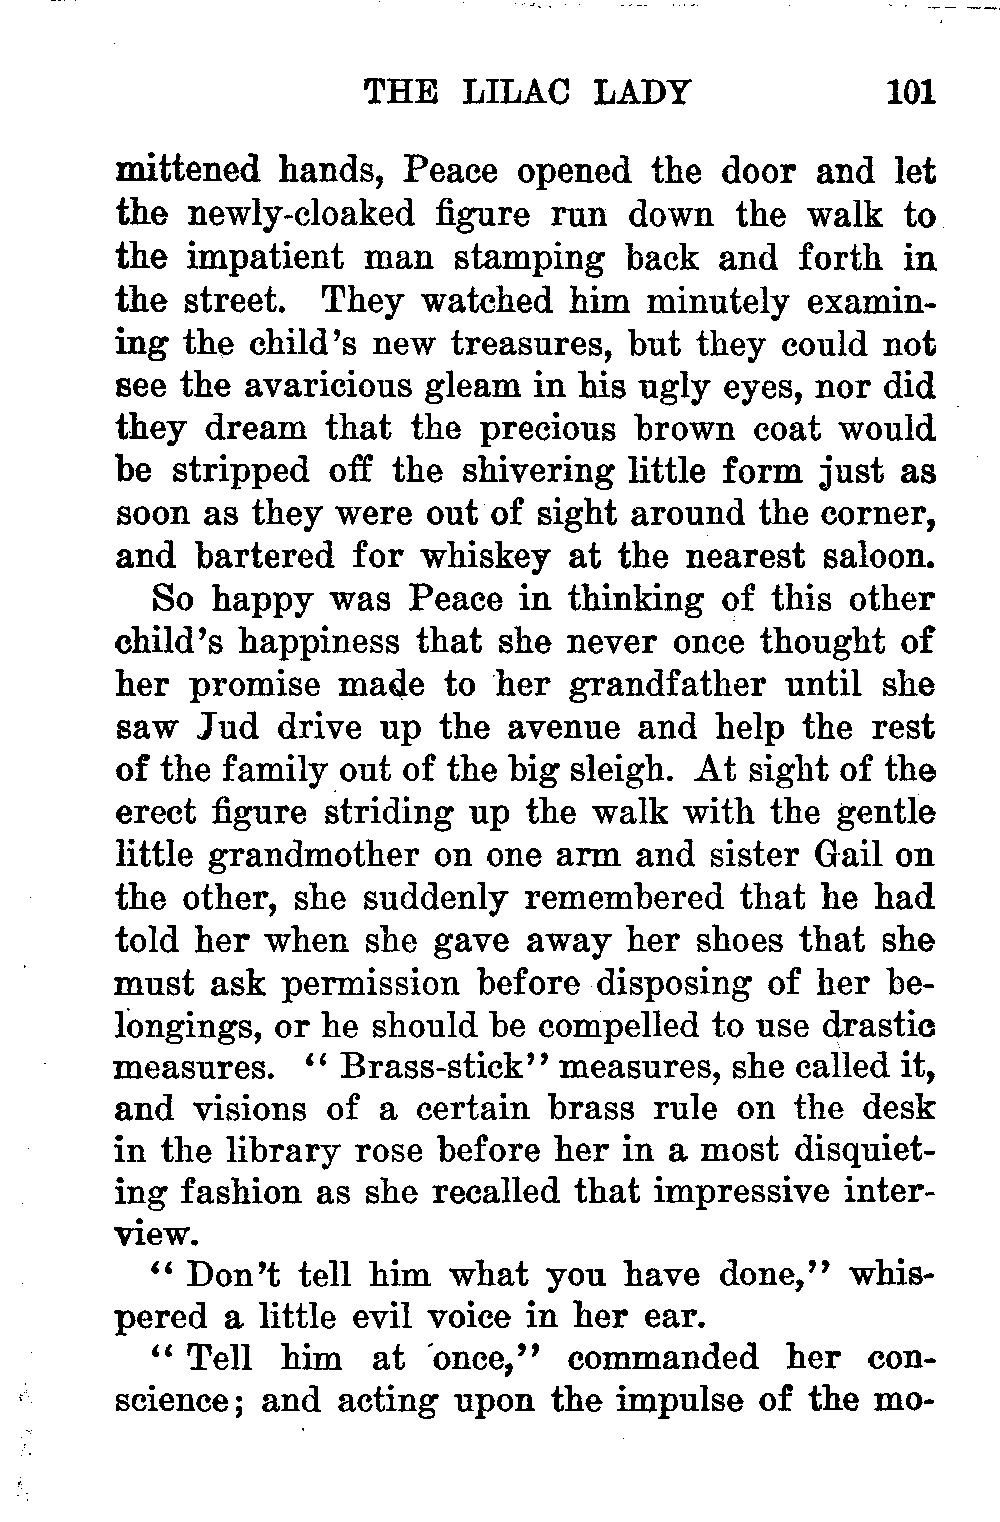 THE LILAC LADY 101
mittened hands, Peace opened the door and let
the newly-cloaked figure run down the walk to
the impatient man stamping back and forth in
the street. They watched him minutely examin-
ing the child's new treasures, but they could not
see the avaricious gleam in his ugly eyes, nor did
they dream that the precious brown coat would
be stripped off the shivering little form just as
soon as they were out of sight around the corner,
and bartered for whiskey at the nearest saloon.
So happy was Peace in thinking of this other
child's happiness that she never once thought of
her promise made to her grandfather until she
saw Jud drive up the avenue and help the rest
of the family out of the big sleigh. At sight of the
erect figure striding up the walk with the gentle
little grandmother on one arm and sister Gail on
the other, she suddenly remembered that he had
told her when she gave away her shoes that she
must ask permission before disposing of her be-
longings, or he should be compelled to use drastic
measures. “ Brass-stick” measures, she called it,
and visions of a certain brass rule on the desk
in the library rose before her in a most disquiet-
ing fashion as she recalled that impressive inter-
view.
“ Don't tell him what you have done,” whis-
pered a little evil voice in her ear.
“ Tell him at once,” commanded her con-
science; and acting upon the impulse of the mo-